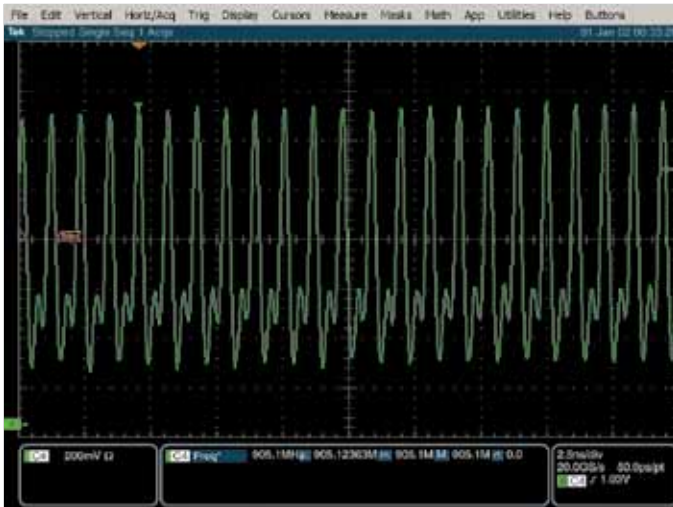 File Edit Vertical Horiz/Acq Trig Display Cursors Measure Masks Math App Utilities Help Buttons
Tek Stopped Single Seq 1 Acqs
C4 200mV Ω
C4 Freq* 905.1MHz 905.12363M 905.1M M 905.1M 0.0
2.5ns/div
20.0GS/s 50.0ps/pt
C4 1.00V